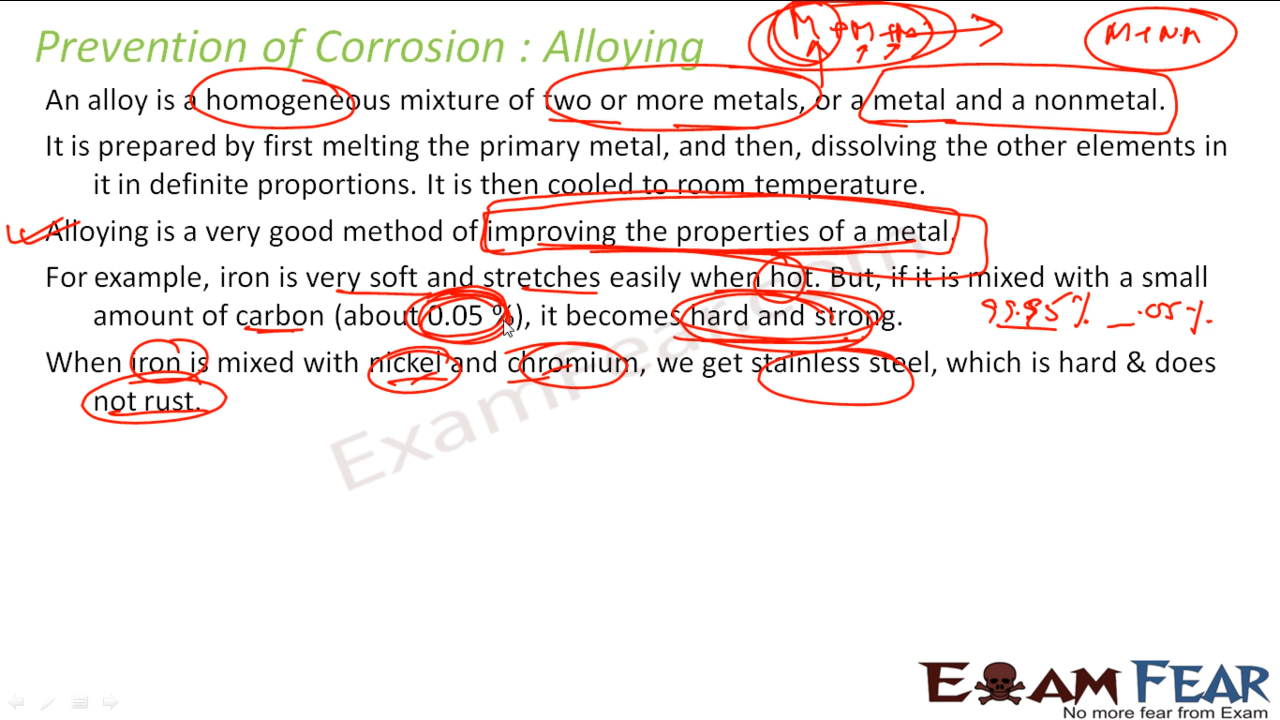 Prevention of Corrosion : Alloying
M + M +
M + N.M
An alloy is a homogeneous mixture of two or more metals, or a metal and a nonmetal.
It is prepared by first melting the primary metal, and then, dissolving the other elements in
it in definite proportions. It is then cooled to room temperature.
Alloying is a very good method of improving the properties of a metal.
For example, iron is very soft and stretches easily when hot. But, if it is mixed with a small
amount of carbon (about 0.05 %), it becomes hard and strong.
99.95% .05%
When iron is mixed with nickel and chromium, we get stainless steel, which is hard & does
not rust.
ExamFear.com
EXAM FEAR
No more fear from Exam